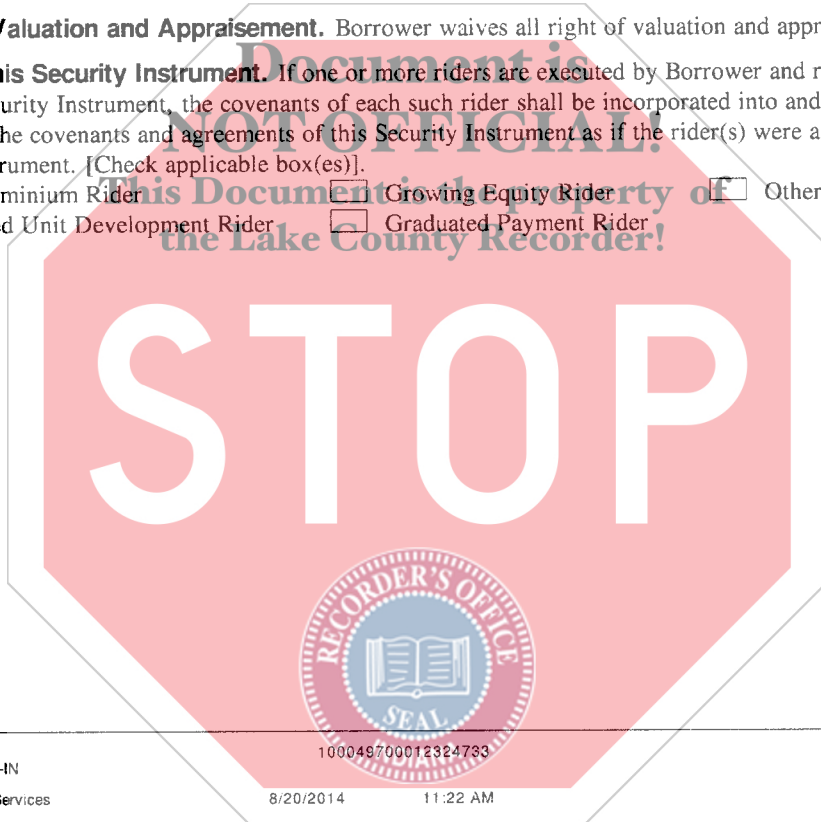 Valuation and Appraisement. Borrower waives all right of valuation and appr
Document is
is Security Instrument. If one or more riders are executed by Borrower and r
urity Instrument, the covenants of each such rider shall be incorporated into and
NOT OFFICIAL!
he covenants and agreements of this Security Instrument as if the rider(s) were a
rument. [Check applicable box(es)].
This Document is the property of
minium Rider Growing Equity Rider Other
d Unit Development Rider Graduated Payment Rider
the Lake County Recorder!
STOP
RECORDER'S OFFICE
SEAL
INDIANA
100049700012324733
-IN
Services 8/20/2014 11:22 AM